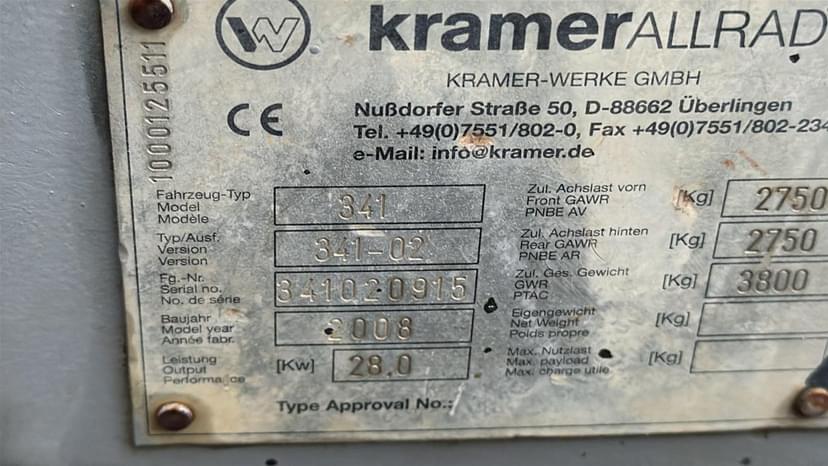 kramerALLRAD
KRAMER-WERKE GMBH
Nußdorfer Straße 50, D-88662 Überlingen
Tel. +49(0)7551/802-0, Fax +49(0)7551/802-234
e-Mail: info@kramer.de
CE
1000125511
Fahrzeug-Typ
Model
Modèle
341
Typ/Ausf.
Version
Version
341-02
Fg.-Nr.
Serial no.
No. de série
341020915
Baujahr
Model year
Année fabr.
2008
Leistung
Output
Performance
[Kw] 28.0
Type Approval No.:
Zul. Achslast vorn
Front GAWR
PNBE AV
[Kg] 2750
Zul. Achslast hinten
Rear GAWR
PNBE AR
[Kg] 2750
Zul. Ges. Gewicht
GWR
PTAC
[Kg] 3800
Eigengewicht
Net Weight
Poids propre
[Kg]
Max. Nutzlast
Max. payload
Max. charge utile
[Kg]